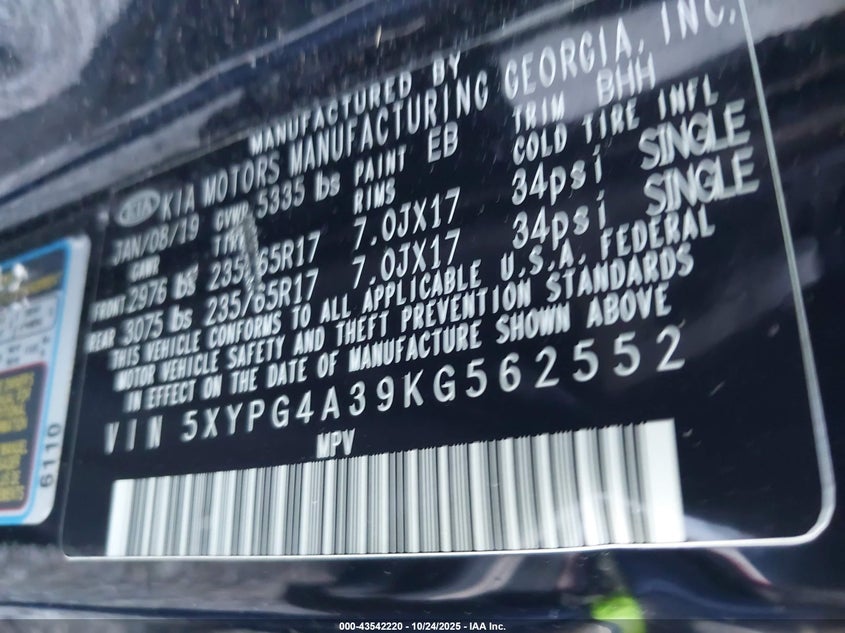 MANUFACTURED BY
KIA KIA MOTORS MANUFACTURING GEORGIA, INC.
JAN/08/19 GVWR 5335 lbs PAINT EB TRIM BHH
GAWR TIRE RIMS COLD TIRE INFL
FRONT 2976 lbs 235/65R17 7.0JX17 34psi SINGLE
REAR 3075 lbs 235/65R17 7.0JX17 34psi SINGLE
THIS VEHICLE CONFORMS TO ALL APPLICABLE U.S.A. FEDERAL
MOTOR VEHICLE SAFETY AND THEFT PREVENTION STANDARDS
IN EFFECT ON THE DATE OF MANUFACTURE SHOWN ABOVE
VIN 5XYPG4A39KG562552
MPV
6110
000-43542220 - 10/24/2025 - IAA Inc.